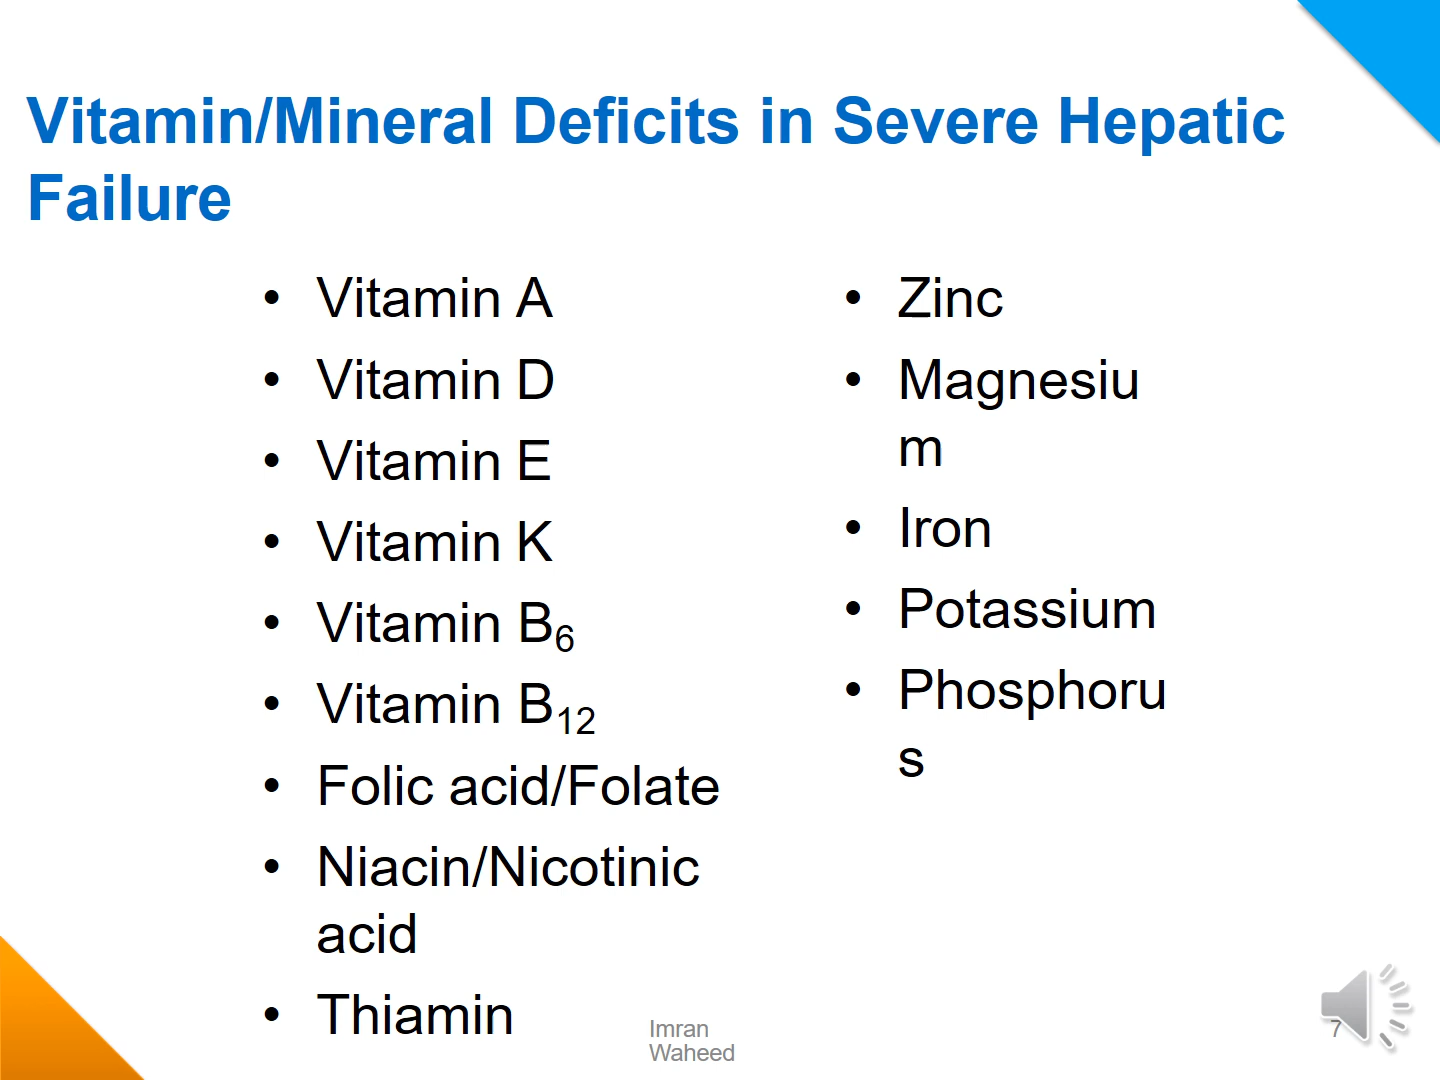 Vitamin/Mineral Deficits in Severe Hepatic
Failure
• Vitamin A
• Vitamin D
• Vitamin E
• Vitamin K
• Vitamin B₆
• Vitamin B₁₂
• Folic acid/Folate
• Niacin/Nicotinic
acid
• Thiamin
• Zinc
• Magnesiu
m
• Iron
• Potassium
• Phosphoru
s
Imran
Waheed
7